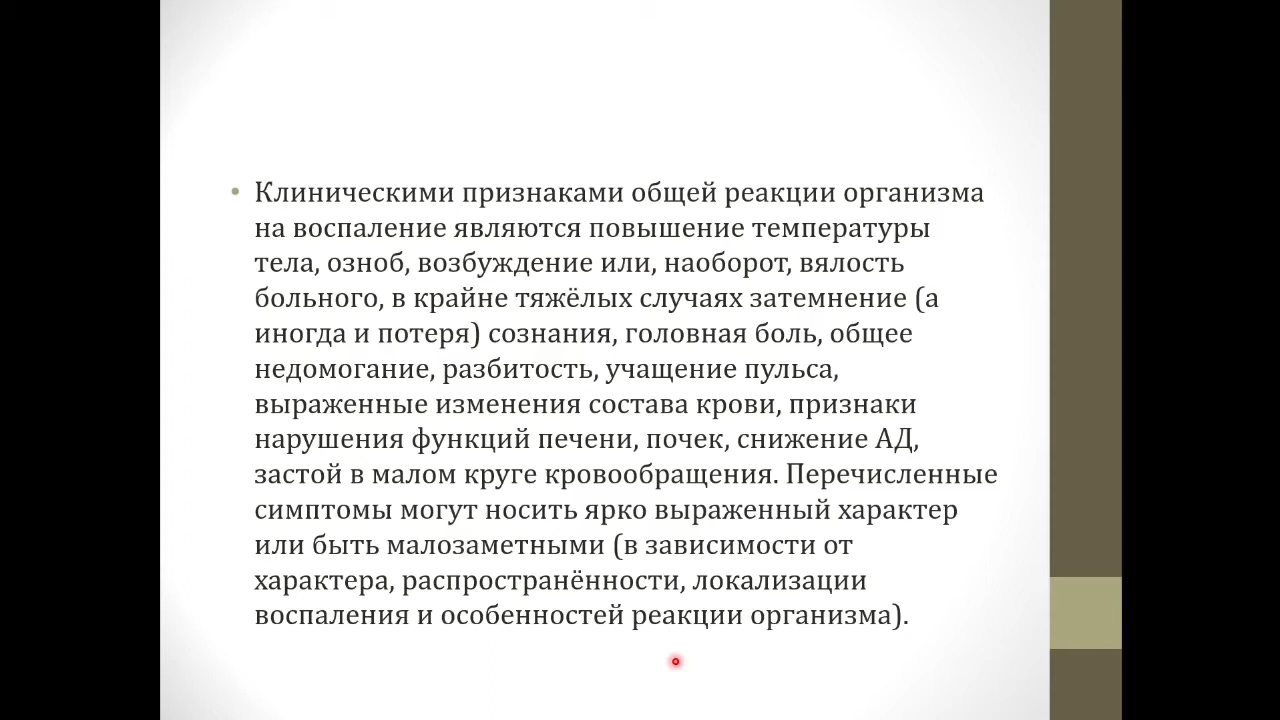 • Клиническими признаками общей реакции организма
на воспаление являются повышение температуры
тела, озноб, возбуждение или, наоборот, вялость
больного, в крайне тяжёлых случаях затемнение (а
иногда и потеря) сознания, головная боль, общее
недомогание, разбитость, учащение пульса,
выраженные изменения состава крови, признаки
нарушения функций печени, почек, снижение АД,
застой в малом круге кровообращения. Перечисленные
симптомы могут носить ярко выраженный характер
или быть малозаметными (в зависимости от
характера, распространённости, локализации
воспаления и особенностей реакции организма).